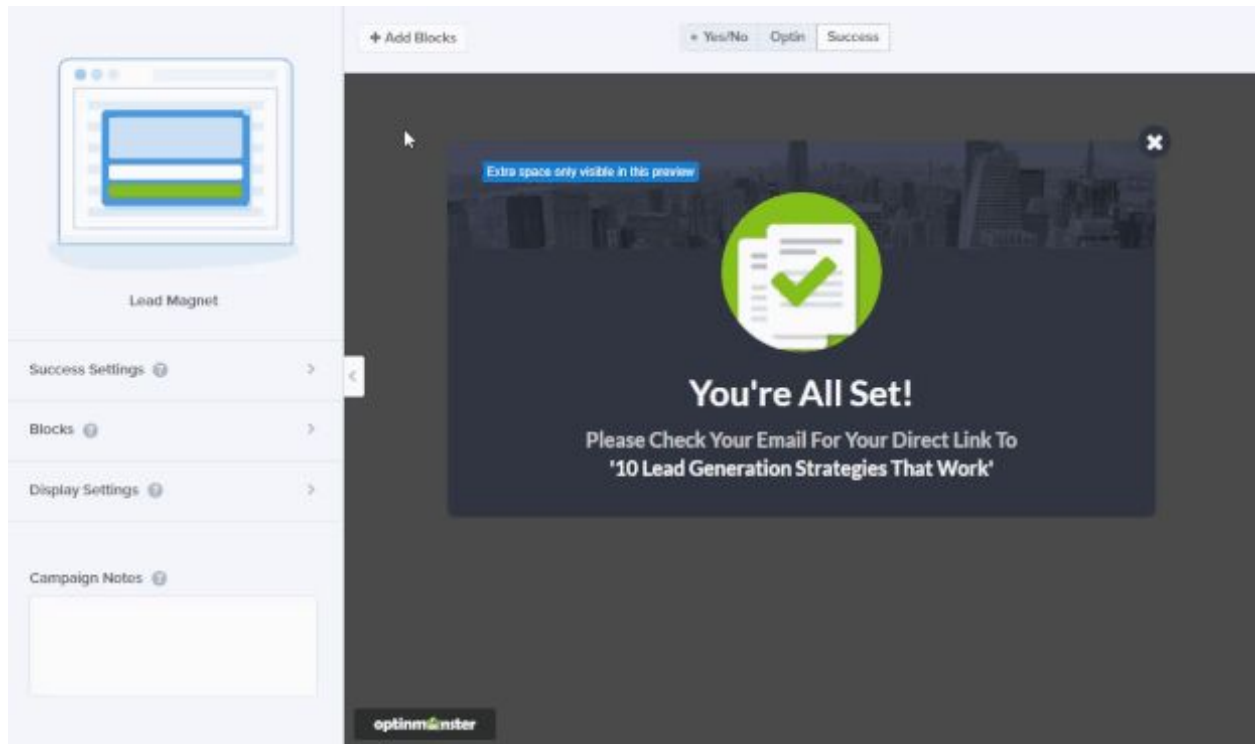 + Add Blocks
+ Yes/No Optin Success
Extra space only visible in this preview
Lead Magnet
Success Settings ?
Blocks ?
Display Settings ?
You're All Set!
Please Check Your Email For Your Direct Link To
'10 Lead Generation Strategies That Work'
Campaign Notes ?
optinmonster